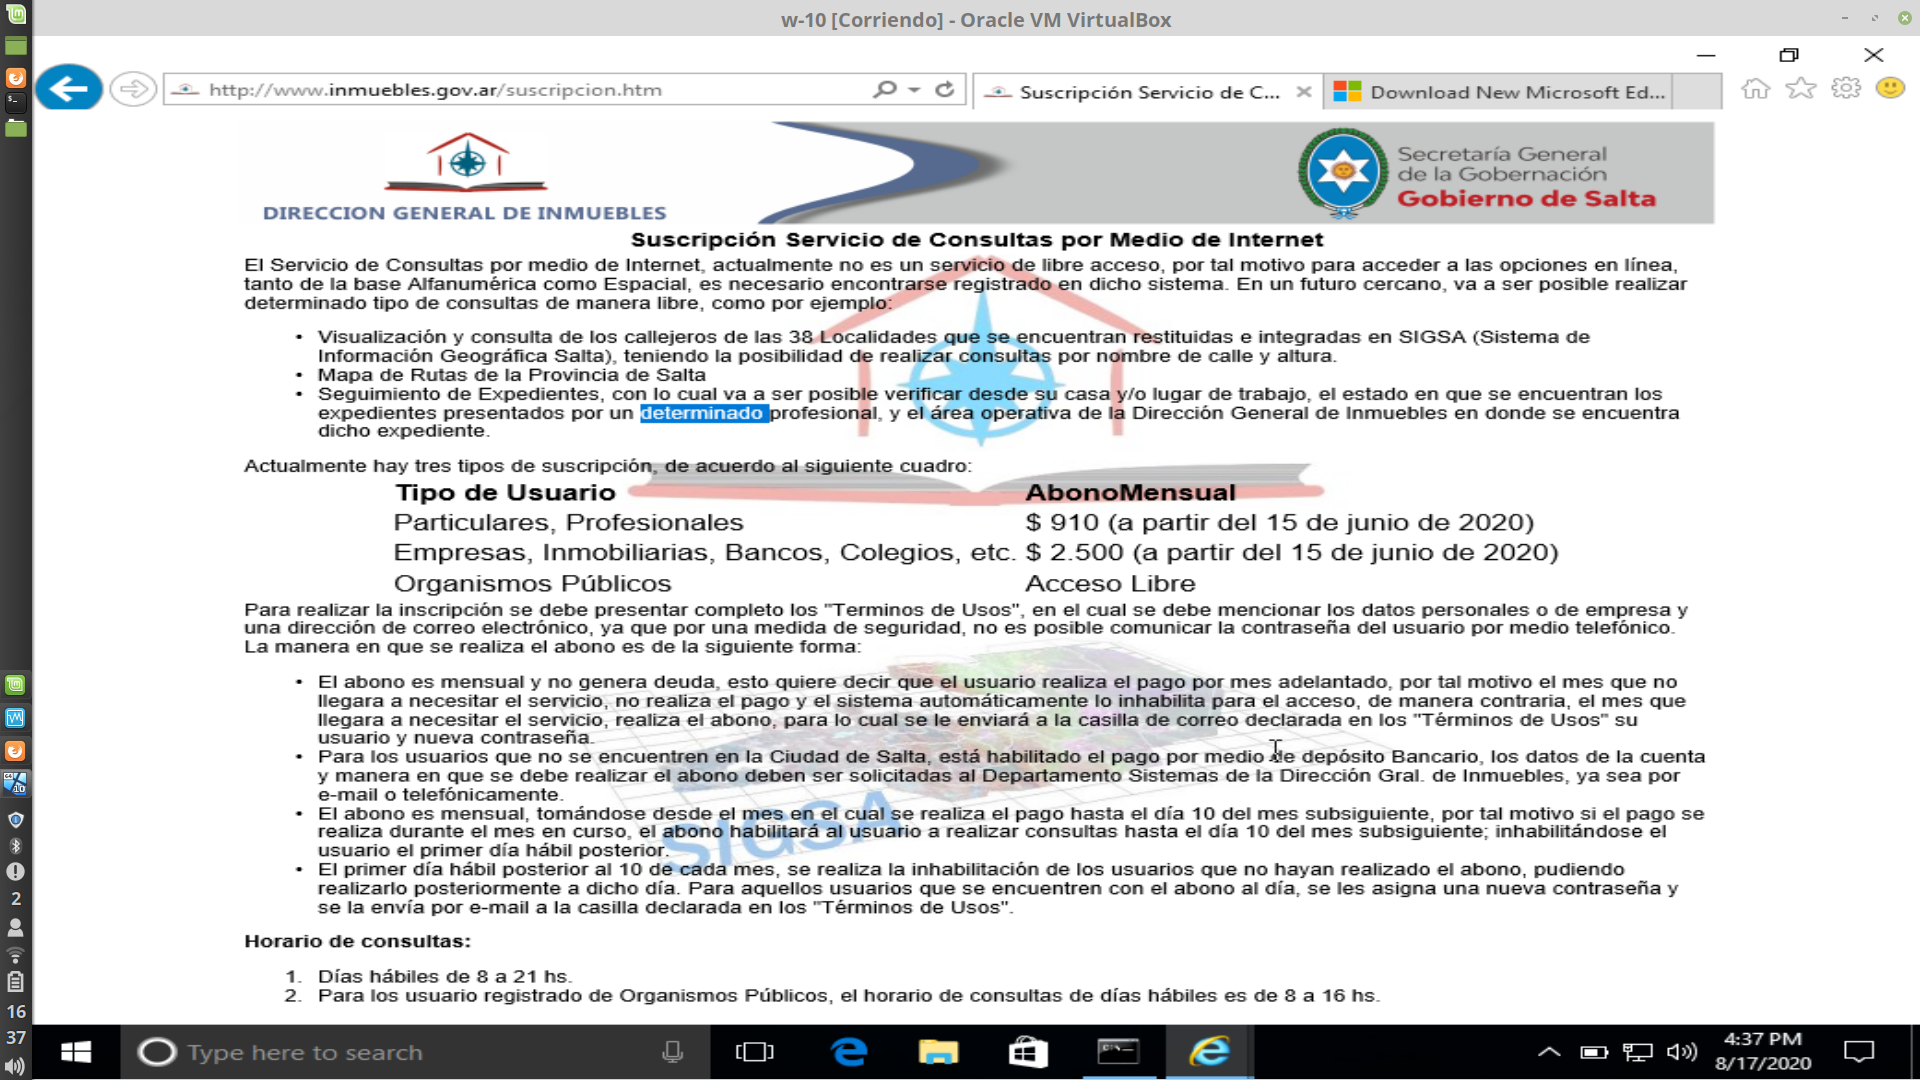 w-10 [Corriendo] - Oracle VM VirtualBox
http://www.inmuebles.gov.ar/suscripcion.htm
Suscripción Servicio de C...
Download New Microsoft Ed...
DIRECCION GENERAL DE INMUEBLES
Secretaría General
de la Gobernación
Gobierno de Salta
Suscripción Servicio de Consultas por Medio de Internet
El Servicio de Consultas por medio de Internet, actualmente no es un servicio de libre acceso, por tal motivo para acceder a las opciones en línea,
tanto de la base Alfanumérica como Espacial, es necesario encontrarse registrado en dicho sistema. En un futuro cercano, va a ser posible realizar
determinado tipo de consultas de manera libre, como por ejemplo:
• Visualización y consulta de los callejeros de las 38 Localidades que se encuentran restituidas e integradas en SIGSA (Sistema de
Información Geográfica Salta), teniendo la posibilidad de realizar consultas por nombre de calle y altura.
• Mapa de Rutas de la Provincia de Salta
• Seguimiento de Expedientes, con lo cual va a ser posible verificar desde su casa y/o lugar de trabajo, el estado en que se encuentran los
expedientes presentados por un determinado profesional, y el área operativa de la Dirección General de Inmuebles en donde se encuentra
dicho expediente.
Actualmente hay tres tipos de suscripción, de acuerdo al siguiente cuadro:
Tipo de Usuario AbonoMensual
Particulares, Profesionales $ 910 (a partir del 15 de junio de 2020)
Empresas, Inmobiliarias, Bancos, Colegios, etc. $ 2.500 (a partir del 15 de junio de 2020)
Organismos Públicos Acceso Libre
Para realizar la inscripción se debe presentar completo los "Terminos de Usos", en el cual se debe mencionar los datos personales o de empresa y
una dirección de correo electrónico, ya que por una medida de seguridad, no es posible comunicar la contraseña del usuario por medio telefónico.
La manera en que se realiza el abono es de la siguiente forma:
• El abono es mensual y no genera deuda, esto quiere decir que el usuario realiza el pago por mes adelantado, por tal motivo el mes que no
llegara a necesitar el servicio, no realiza el pago y el sistema automáticamente lo inhabilita para el acceso, de manera contraria, el mes que
llegara a necesitar el servicio, realiza el abono, para lo cual se le enviará a la casilla de correo declarada en los "Términos de Usos" su
usuario y nueva contraseña.
• Para los usuarios que no se encuentren en la Ciudad de Salta, está habilitado el pago por medio de depósito Bancario, los datos de la cuenta
y manera en que se debe realizar el abono deben ser solicitadas al Departamento Sistemas de la Dirección Gral. de Inmuebles, ya sea por
e-mail o telefónicamente.
• El abono es mensual, tomándose desde el mes en el cual se realiza el pago hasta el día 10 del mes subsiguiente, por tal motivo si el pago se
realiza durante el mes en curso, el abono habilitará al usuario a realizar consultas hasta el día 10 del mes subsiguiente; inhabilitándose el
usuario el primer día hábil posterior.
• El primer día hábil posterior al 10 de cada mes, se realiza la inhabilitación de los usuarios que no hayan realizado el abono, pudiendo
realizarlo posteriormente a dicho día. Para aquellos usuarios que se encuentren con el abono al día, se les asigna una nueva contraseña y
se la envía por e-mail a la casilla declarada en los "Términos de Usos".
SIGSA
Horario de consultas:
1. Días hábiles de 8 a 21 hs.
2. Para los usuario registrado de Organismos Públicos, el horario de consultas de días hábiles es de 8 a 16 hs.
2
16
37
Type here to search
4:37 PM
8/17/2020